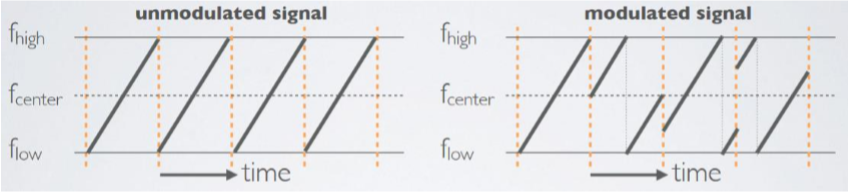 unmodulated signal
fhigh
fcenter
flow
time
modulated signal
fhigh
fcenter
flow
time